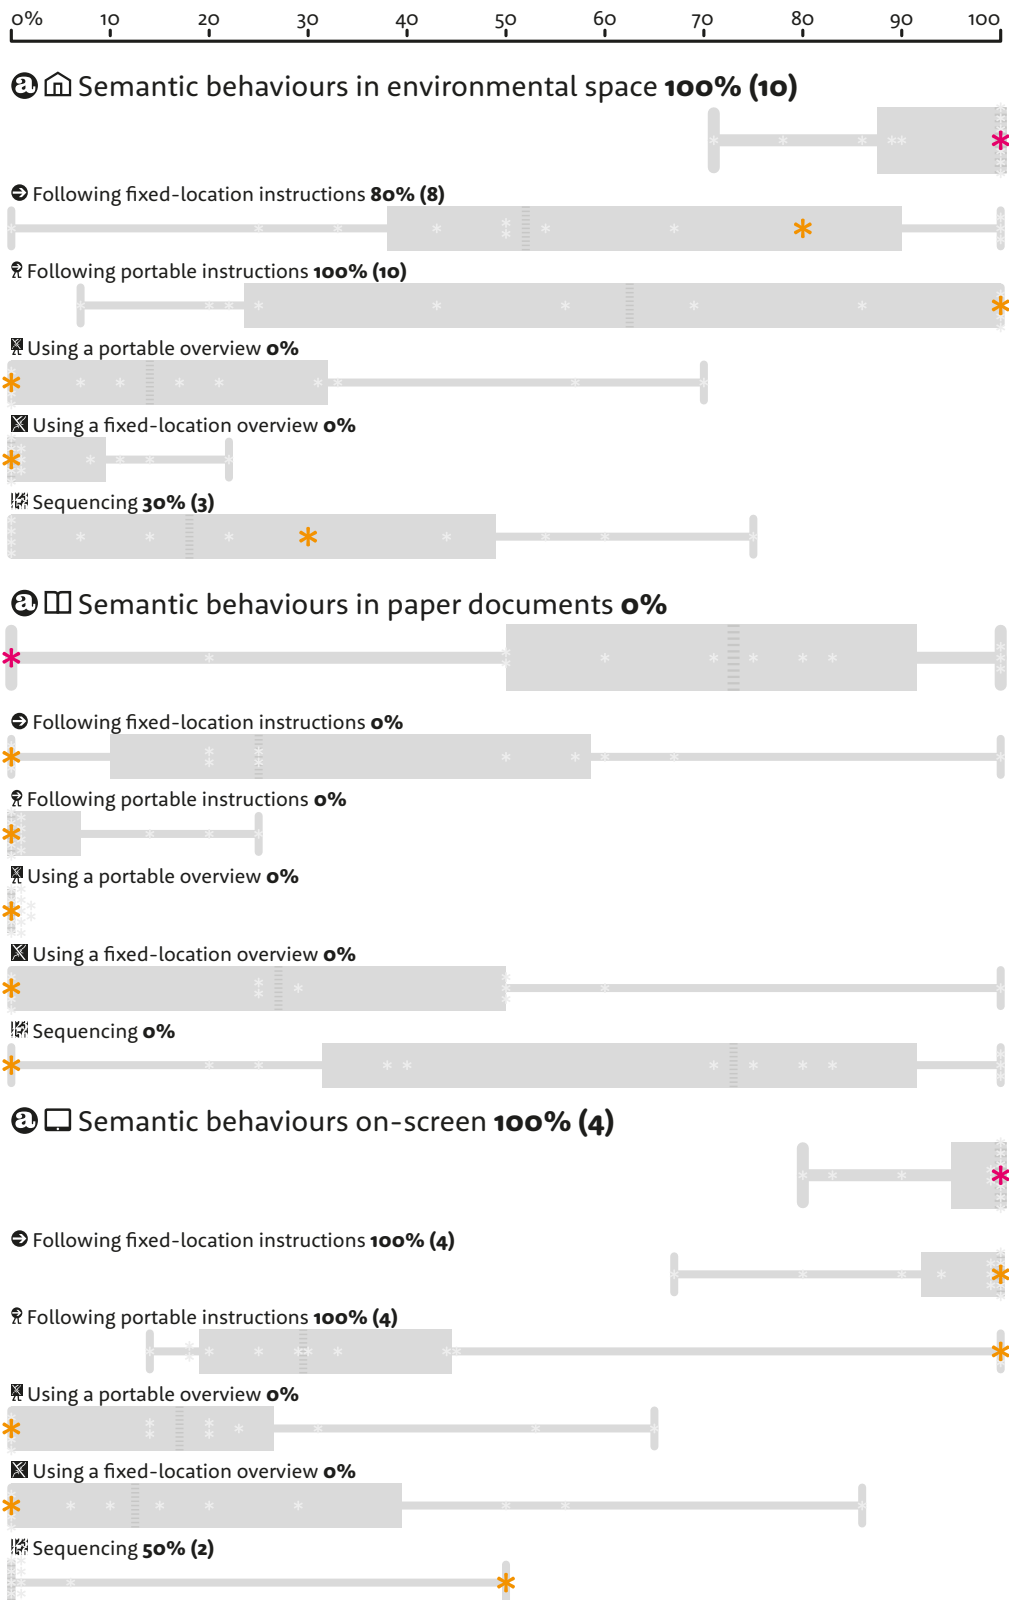 0% 10 20 30 40 50 60 70 80 90 100
a Semantic behaviours in environmental space 100% (10)
Following fixed-location instructions 80% (8)
Following portable instructions 100% (10)
Using a portable overview 0%
Using a fixed-location overview 0%
Sequencing 30% (3)
a Semantic behaviours in paper documents 0%
Following fixed-location instructions 0%
Following portable instructions 0%
Using a portable overview 0%
Using a fixed-location overview 0%
Sequencing 0%
a Semantic behaviours on-screen 100% (4)
Following fixed-location instructions 100% (4)
Following portable instructions 100% (4)
Using a portable overview 0%
Using a fixed-location overview 0%
Sequencing 50% (2)